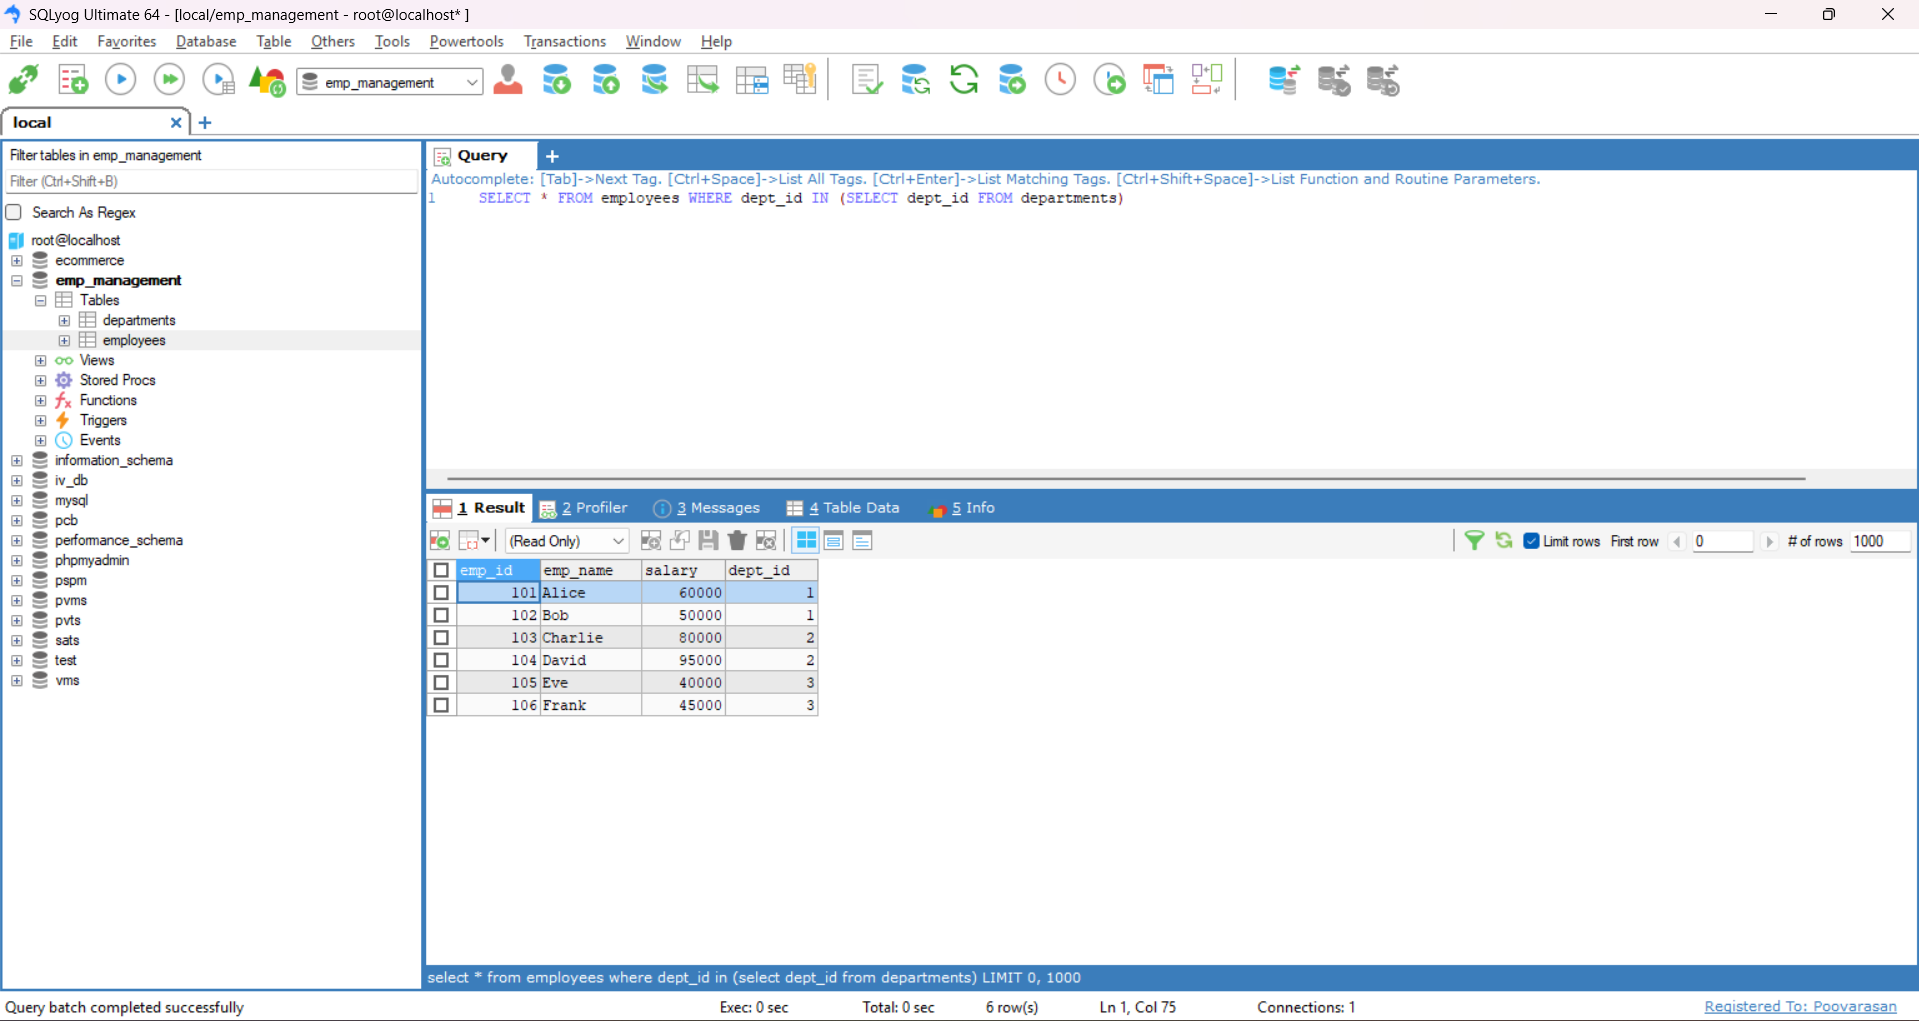 SQLyog Ultimate 64 - [local/emp_management - root@localhost* ]
File Edit Favorites Database Table Others Tools Powertools Transactions Window Help
emp_management
local
Filter tables in emp_management
Filter (Ctrl+Shift+B)
Search As Regex
root@localhost
ecommerce
emp_management
Tables
departments
employees
Views
Stored Procs
Functions
Triggers
Events
information_schema
iv_db
mysql
pcb
performance_schema
phpmyadmin
pspm
pvms
pvts
sats
test
vms
Query
Autocomplete: [Tab]->Next Tag. [Ctrl+Space]->List All Tags. [Ctrl+Enter]->List Matching Tags. [Ctrl+Shift+Space]->List Function and Routine Parameters.
1 SELECT * FROM employees WHERE dept_id IN (SELECT dept_id FROM departments)
1 Result 2 Profiler 3 Messages 4 Table Data 5 Info
(Read Only) Limit rows First row 0 # of rows 1000
emp_id emp_name salary dept_id
101 Alice 60000 1
102 Bob 50000 1
103 Charlie 80000 2
104 David 95000 2
105 Eve 40000 3
106 Frank 45000 3
select * from employees where dept_id in (select dept_id from departments) LIMIT 0, 1000
Query batch completed successfully Exec: 0 sec Total: 0 sec 6 row(s) Ln 1, Col 75 Connections: 1 Registered To: Poovarasan